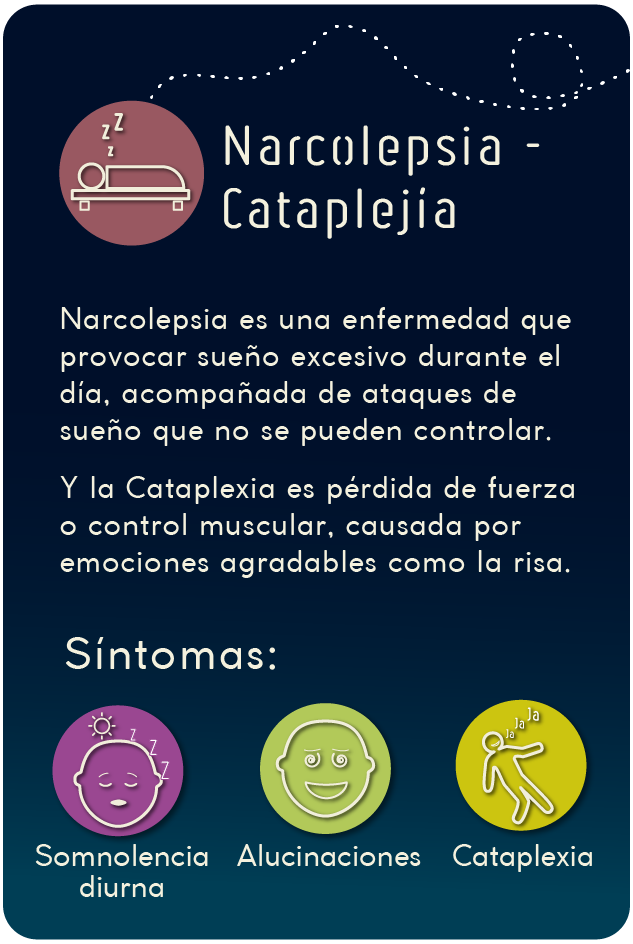 z
Z
z
Narcolepsia -
Cataplejía
Narcolepsia es una enfermedad que
provocar sueño excesivo durante el
día, acompañada de ataques de
sueño que no se pueden controlar.
Y la Cataplexia es pérdida de fuerza
o control muscular, causada por
emociones agradables como la risa.
Síntomas:
Z
Z
Z
Ja
Ja
Ja
Somnolencia
diurna
Alucinaciones
Cataplexia